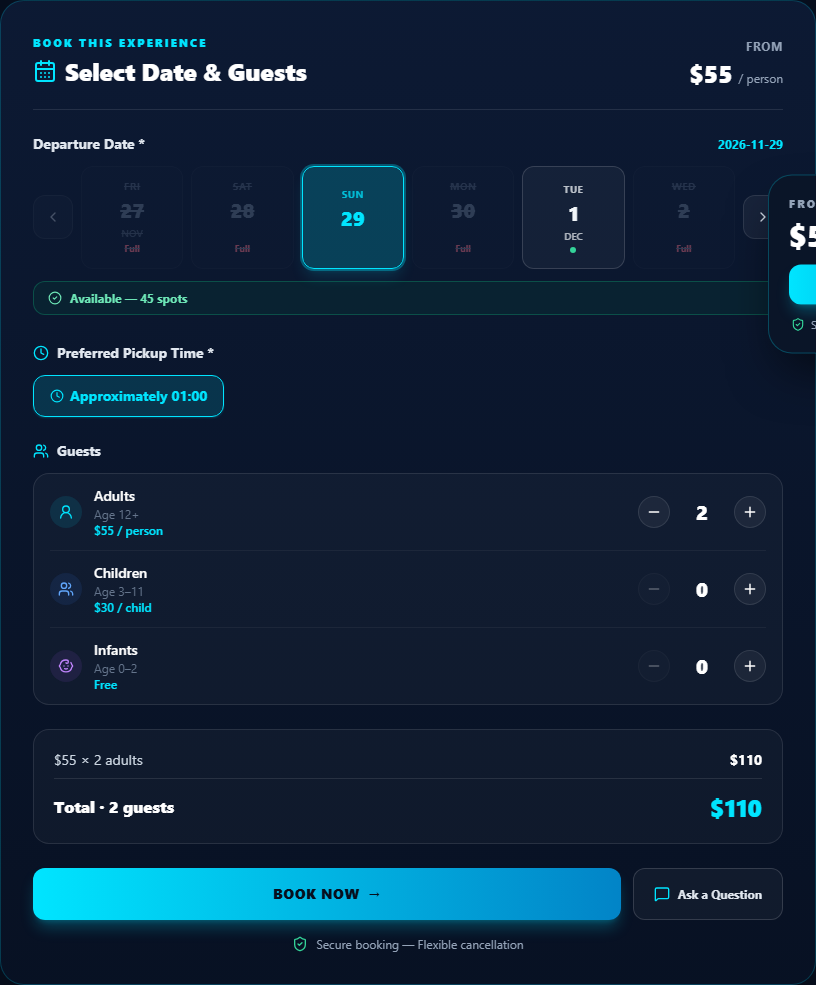 BOOK THIS EXPERIENCE
Select Date & Guests
FROM
$55 / person
Departure Date *
2026-11-29
FRI
27
NOV
Full
SAT
28
Full
SUN
29
MON
30
Full
TUE
1
DEC
WED
2
Full
Available — 45 spots
Preferred Pickup Time *
Approximately 01:00
Guests
Adults
Age 12+
$55 / person
2
Children
Age 3–11
$30 / child
0
Infants
Age 0–2
Free
0
$55 × 2 adults
$110
Total · 2 guests
$110
BOOK NOW →
Ask a Question
Secure booking — Flexible cancellation